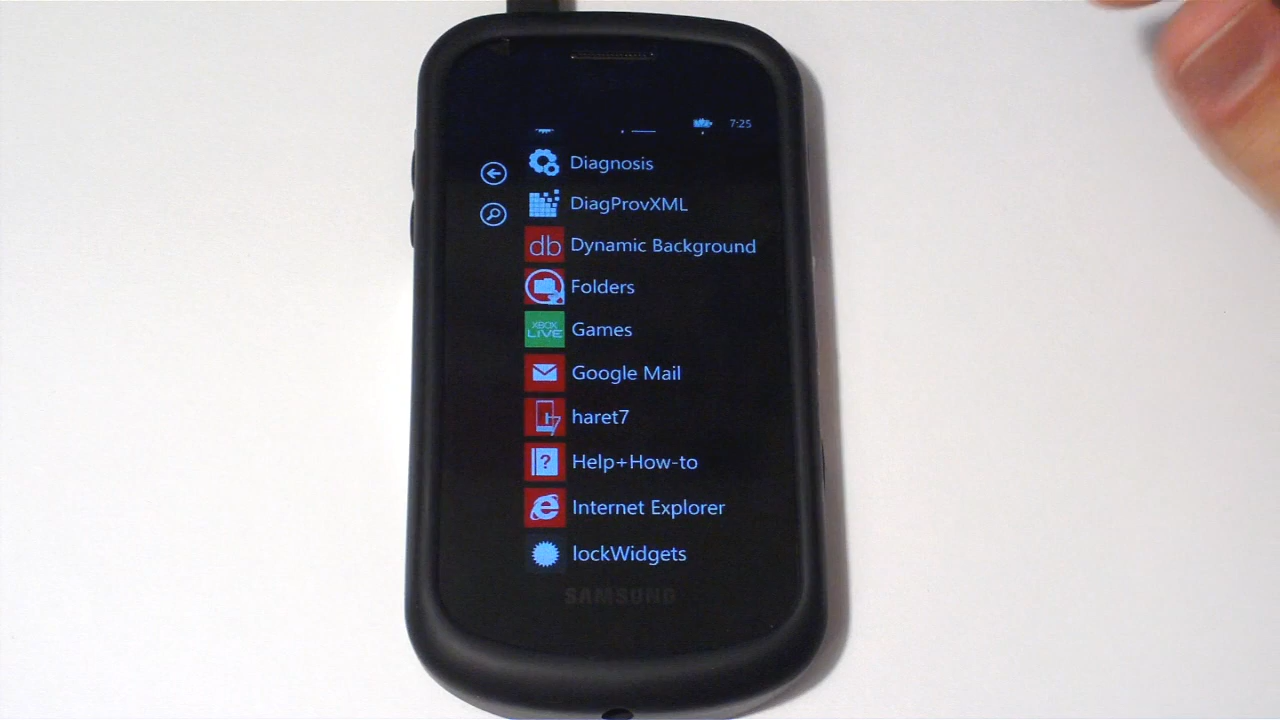 7:25
Diagnosis
DiagProvXML
db Dynamic Background
Folders
XBOX LIVE Games
Google Mail
H7 haret7
? Help+How-to
Internet Explorer
lockWidgets
SAMSUNG